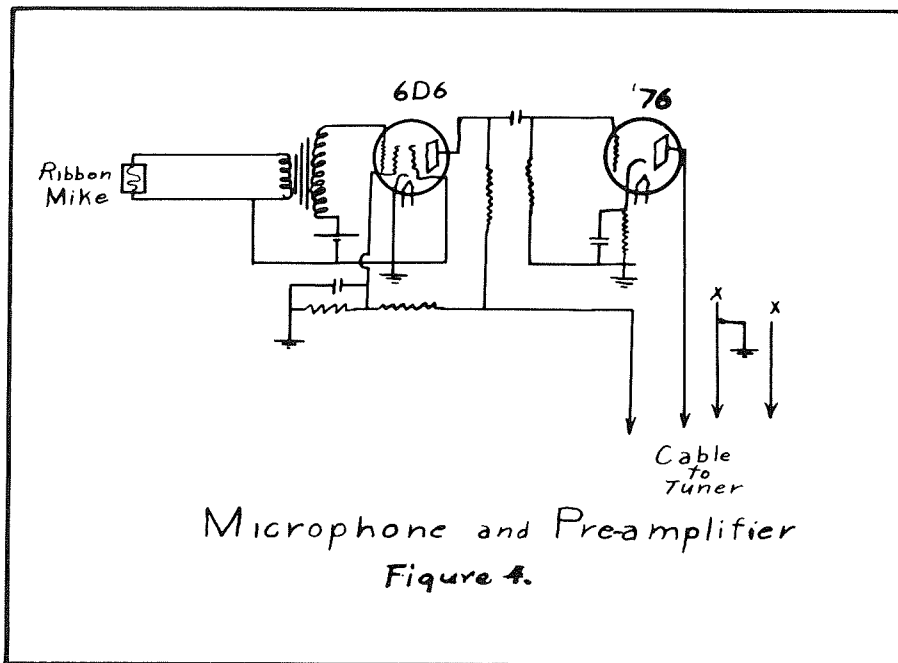 6D6
'76
Ribbon
Mike
X
X
Cable
to
Tuner
Microphone and Pre-amplifier
Figure 4.